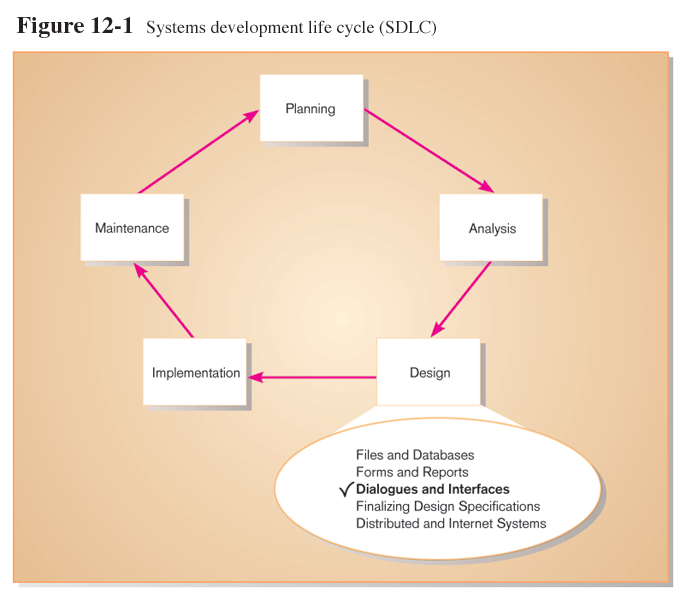 Figure 12-1 Systems development life cycle (SDLC)
Planning
Maintenance
Analysis
Implementation
Design
Files and Databases
Forms and Reports
✓Dialogues and Interfaces
Finalizing Design Specifications
Distributed and Internet Systems